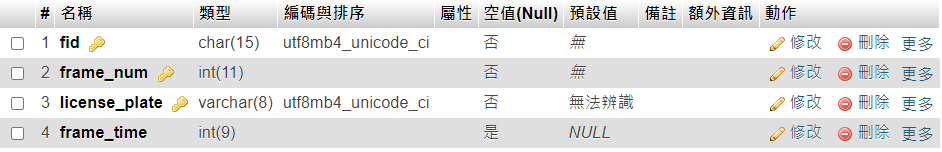 # 名稱 類型 編碼與排序 屬性 空值(Null) 預設值 備註 額外資訊 動作
1 fid char(15) utf8mb4_unicode_ci 否 無 修改 刪除 更多
2 frame_num int(11) 否 無 修改 刪除 更多
3 license_plate varchar(8) utf8mb4_unicode_ci 否 無法辨識 修改 刪除 更多
4 frame_time int(9) 是 NULL 修改 刪除 更多